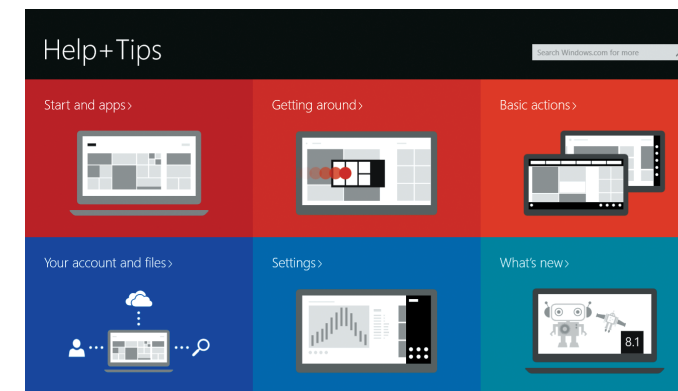 Help+Tips
Search Windows.com for more
Start and apps>
Getting around>
Basic actions>
Your account and files>
Settings>
What's new>
8.1